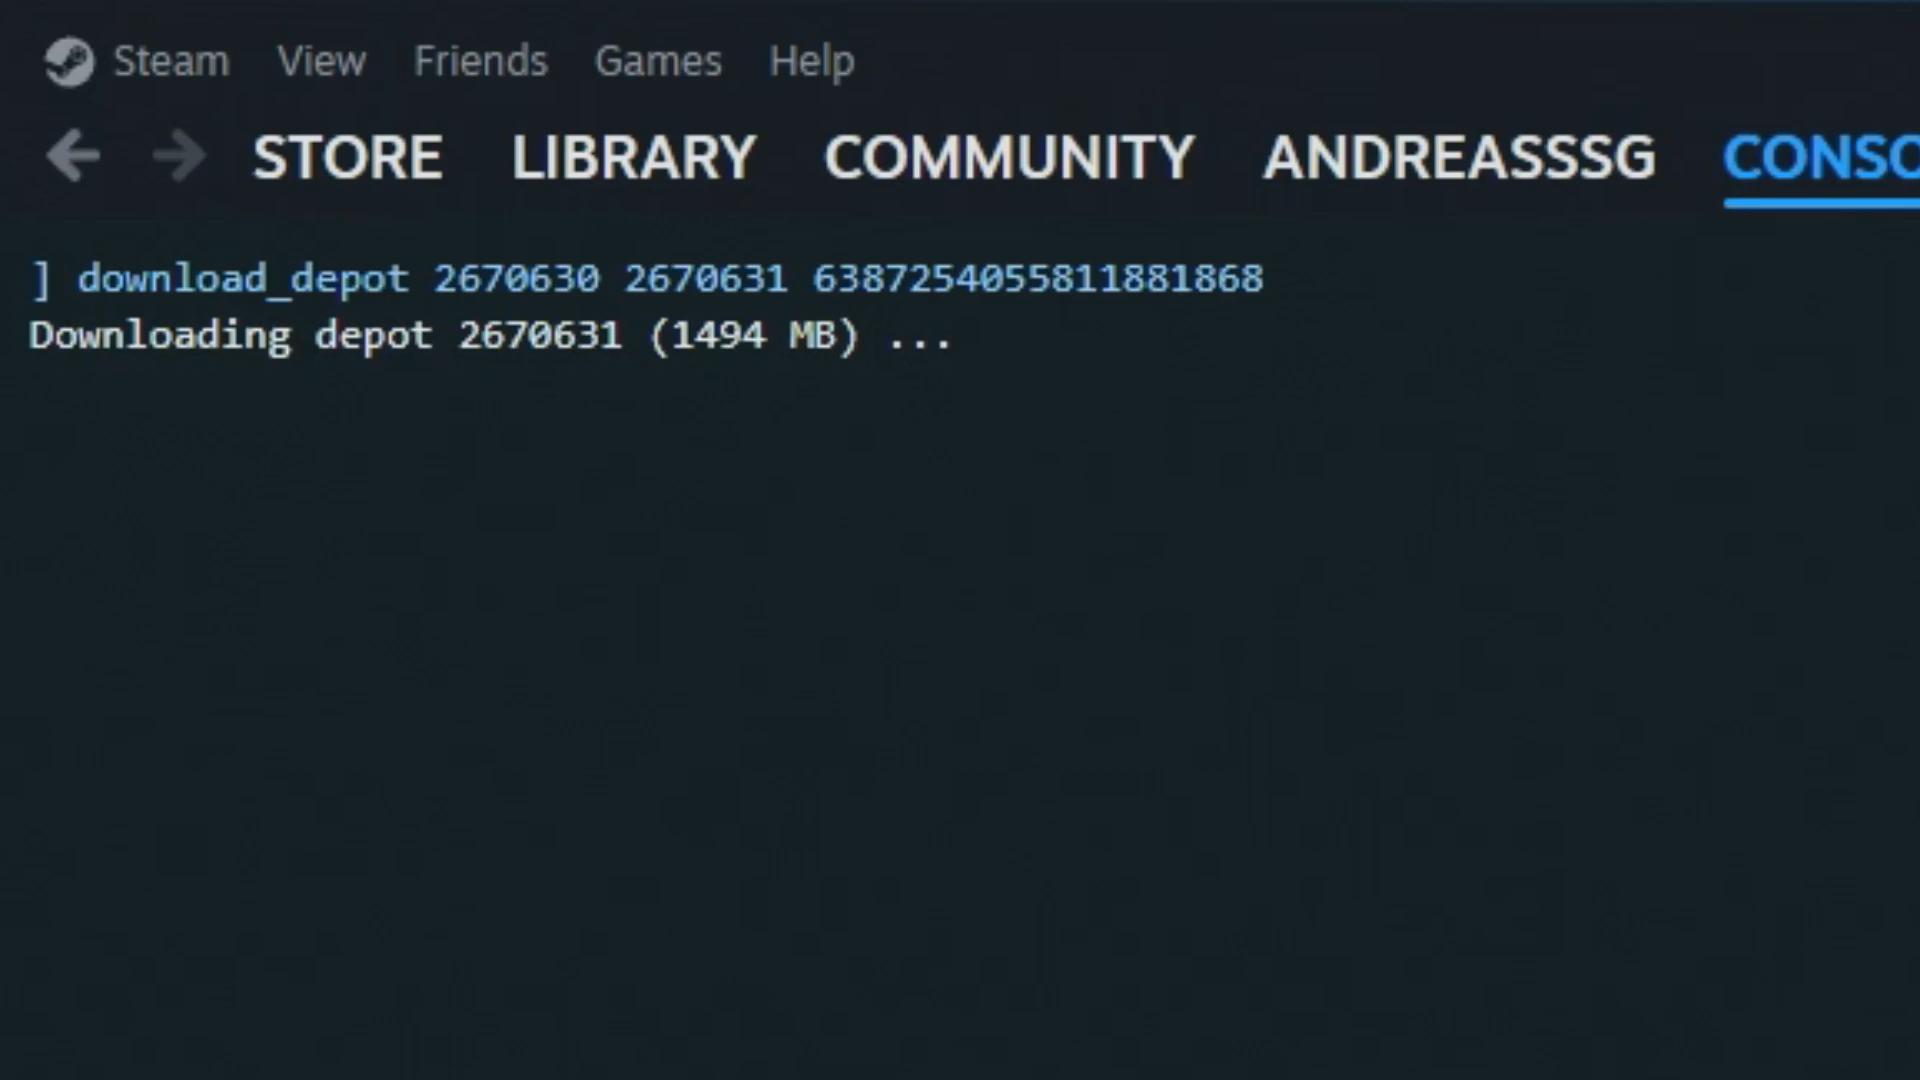 Steam View Friends Games Help
STORE LIBRARY COMMUNITY ANDREASSSG CONSO
] download_depot 2670630 2670631 6387254055811881868
Downloading depot 2670631 (1494 MB) ...